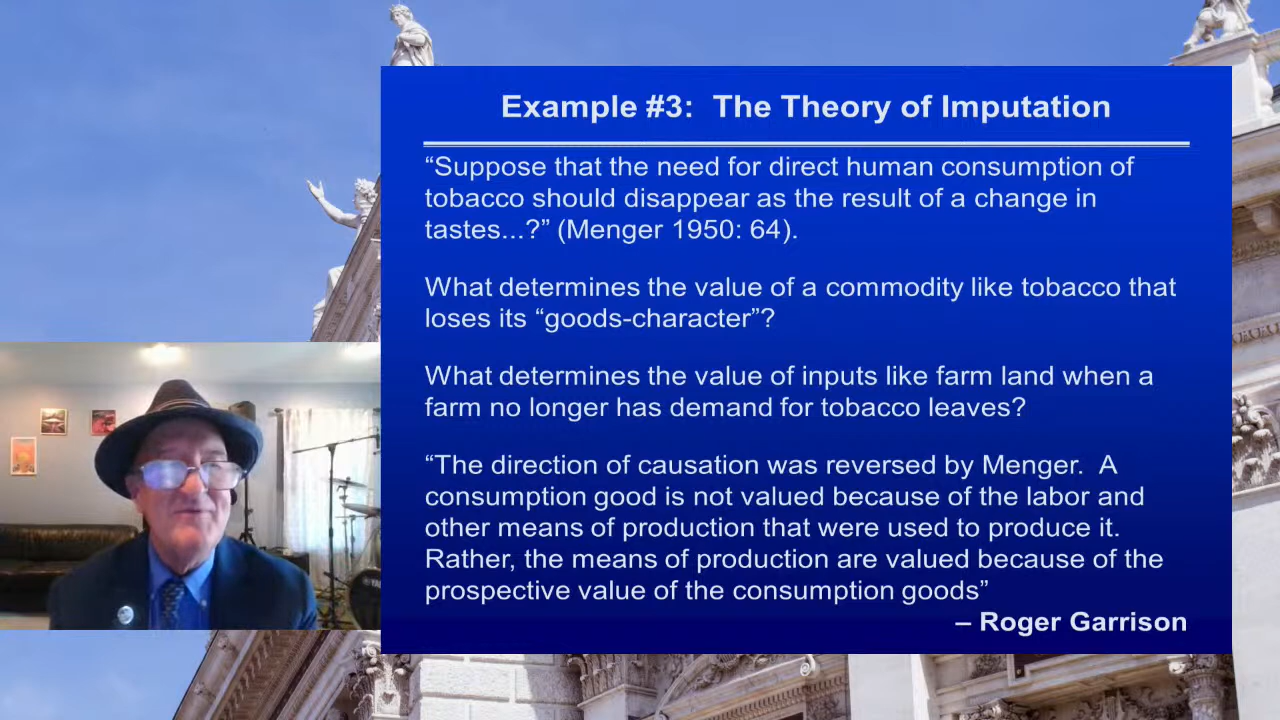 Example #3:  The Theory of Imputation
“Suppose that the need for direct human consumption of
tobacco should disappear as the result of a change in
tastes...?” (Menger 1950: 64).
What determines the value of a commodity like tobacco that
loses its “goods-character”?
What determines the value of inputs like farm land when a
farm no longer has demand for tobacco leaves?
“The direction of causation was reversed by Menger.  A
consumption good is not valued because of the labor and
other means of production that were used to produce it.
Rather, the means of production are valued because of the
prospective value of the consumption goods”
– Roger Garrison